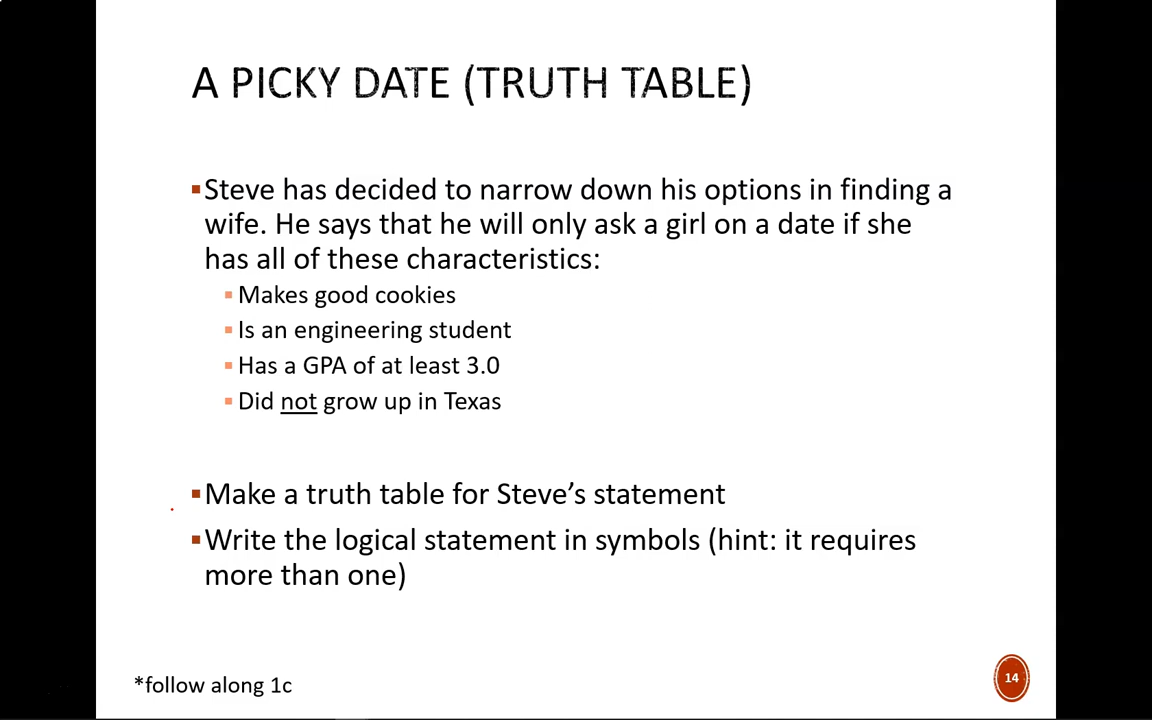 A PICKY DATE (TRUTH TABLE)
▪Steve has decided to narrow down his options in finding a
wife. He says that he will only ask a girl on a date if she
has all of these characteristics:
▪Makes good cookies
▪Is an engineering student
▪Has a GPA of at least 3.0
▪Did not grow up in Texas
▪Make a truth table for Steve’s statement
▪Write the logical statement in symbols (hint: it requires
more than one)
*follow along 1c
14